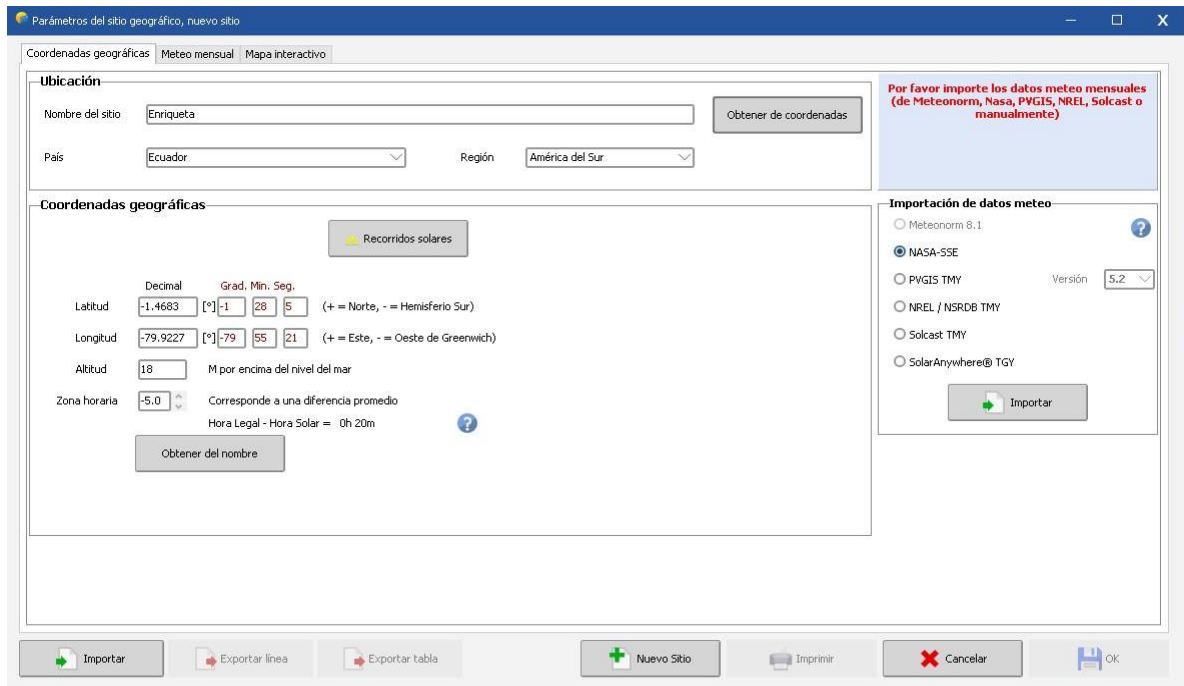 Parámetros del sitio geográfico, nuevo sitio
Coordenadas geográficas Meteo mensual Mapa interactivo
Ubicación
Nombre del sitio Enriqueta Obtener de coordenadas
País Ecuador Región América del Sur
Por favor importe los datos meteo mensuales
(de Meteonorm, Nasa, PVGIS, NREL, Solcast o
manualmente)
Coordenadas geográficas
Recorridos solares
Decimal Grad. Min. Seg.
Latitud -1.4683 [°] -1 28 5 (+ = Norte, - = Hemisferio Sur)
Longitud -79.9227 [°] -79 55 21 (+ = Este, - = Oeste de Greenwich)
Altitud 18 M por encima del nivel del mar
Zona horaria -5.0 Corresponde a una diferencia promedio
Hora Legal - Hora Solar = 0h 20m ?
Obtener del nombre
Importación de datos meteo
Meteonorm 8.1 ?
NASA-SSE
PVGIS TMY Versión 5.2
NREL / NSRDB TMY
Solcast TMY
SolarAnywhere® TGY
Importar
Importar Exportar línea Exportar tabla Nuevo Sitio Imprimir Cancelar OK